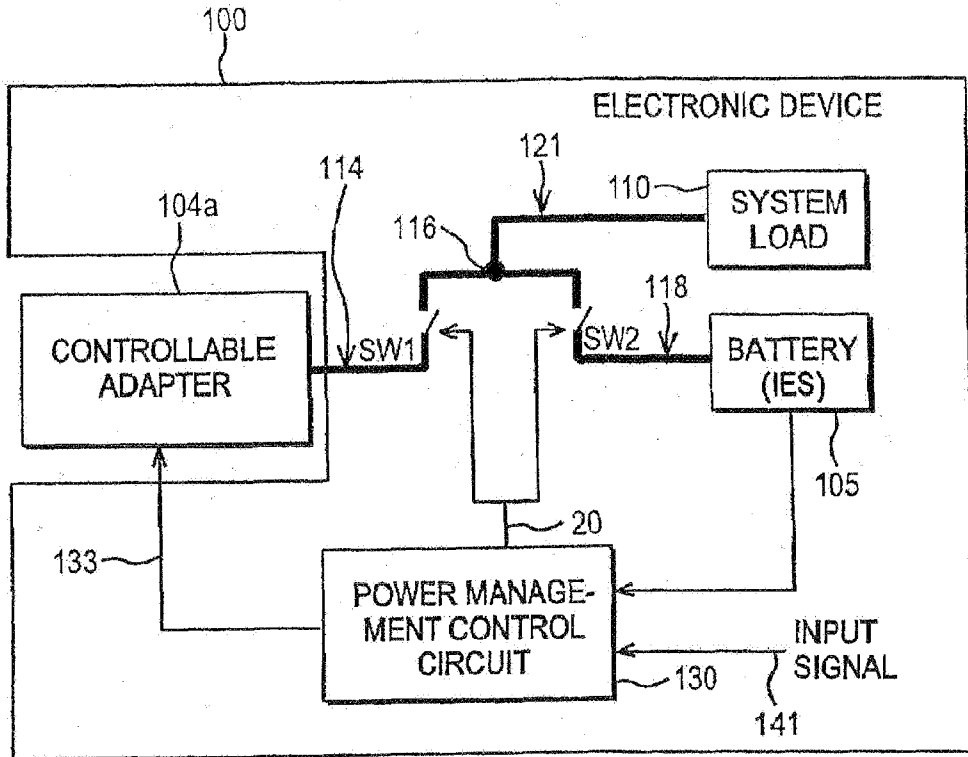 100
ELECTRONIC DEVICE
121
114
110
SYSTEM
LOAD
104a
116
118
CONTROLLABLE
ADAPTER
SW1
SW2
BATTERY
(IES)
105
20
133
POWER MANAGE-
MENT CONTROL
CIRCUIT
INPUT
SIGNAL
130
141